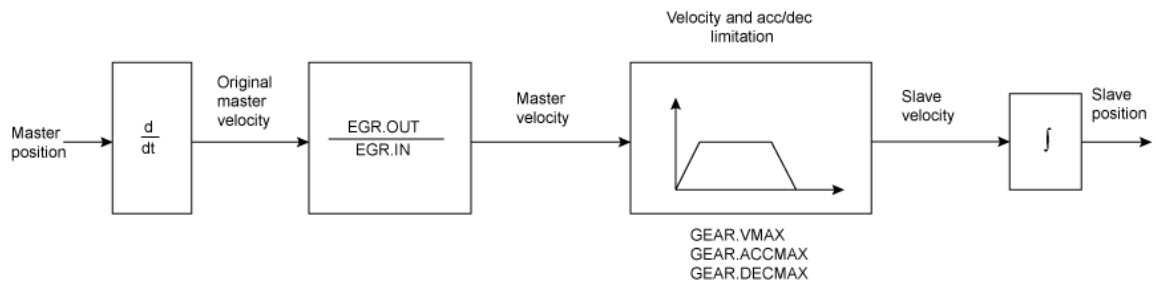 Velocity and acc/dec
limitation
Master
position
d
dt
Original
master
velocity
EGR.OUT
EGR.IN
Master
velocity
Slave
velocity
∫
Slave
position
GEAR.VMAX
GEAR.ACCMAX
GEAR.DECMAX